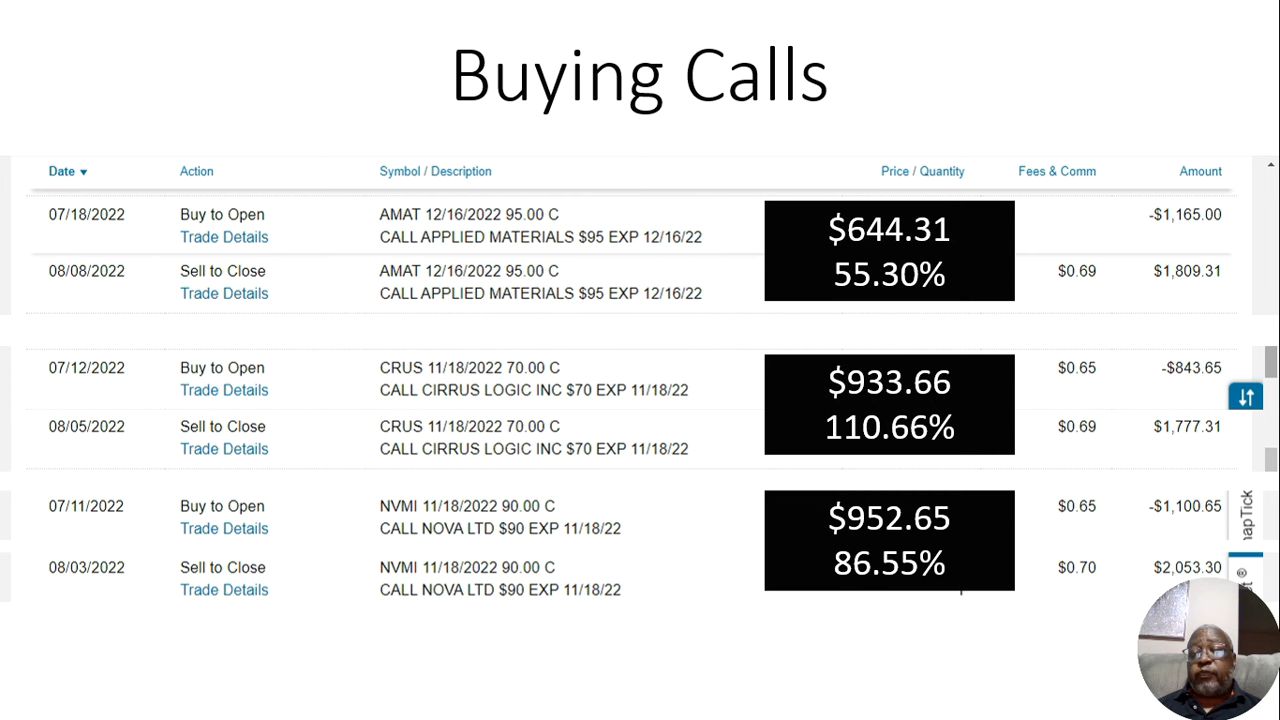 Buying Calls
Date ▼ Action Symbol / Description Price / Quantity Fees & Comm Amount
07/18/2022 Buy to Open AMAT 12/16/2022 95.00 C $644.31 -$1,165.00
Trade Details CALL APPLIED MATERIALS $95 EXP 12/16/22
08/08/2022 Sell to Close AMAT 12/16/2022 95.00 C 55.30% $0.69 $1,809.31
Trade Details CALL APPLIED MATERIALS $95 EXP 12/16/22
07/12/2022 Buy to Open CRUS 11/18/2022 70.00 C $933.66 $0.65 -$843.65
Trade Details CALL CIRRUS LOGIC INC $70 EXP 11/18/22
08/05/2022 Sell to Close CRUS 11/18/2022 70.00 C 110.66% $0.69 $1,777.31
Trade Details CALL CIRRUS LOGIC INC $70 EXP 11/18/22
07/11/2022 Buy to Open NVMI 11/18/2022 90.00 C $952.65 $0.65 -$1,100.65
Trade Details CALL NOVA LTD $90 EXP 11/18/22
08/03/2022 Sell to Close NVMI 11/18/2022 90.00 C 86.55% $0.70 $2,053.30
Trade Details CALL NOVA LTD $90 EXP 11/18/22